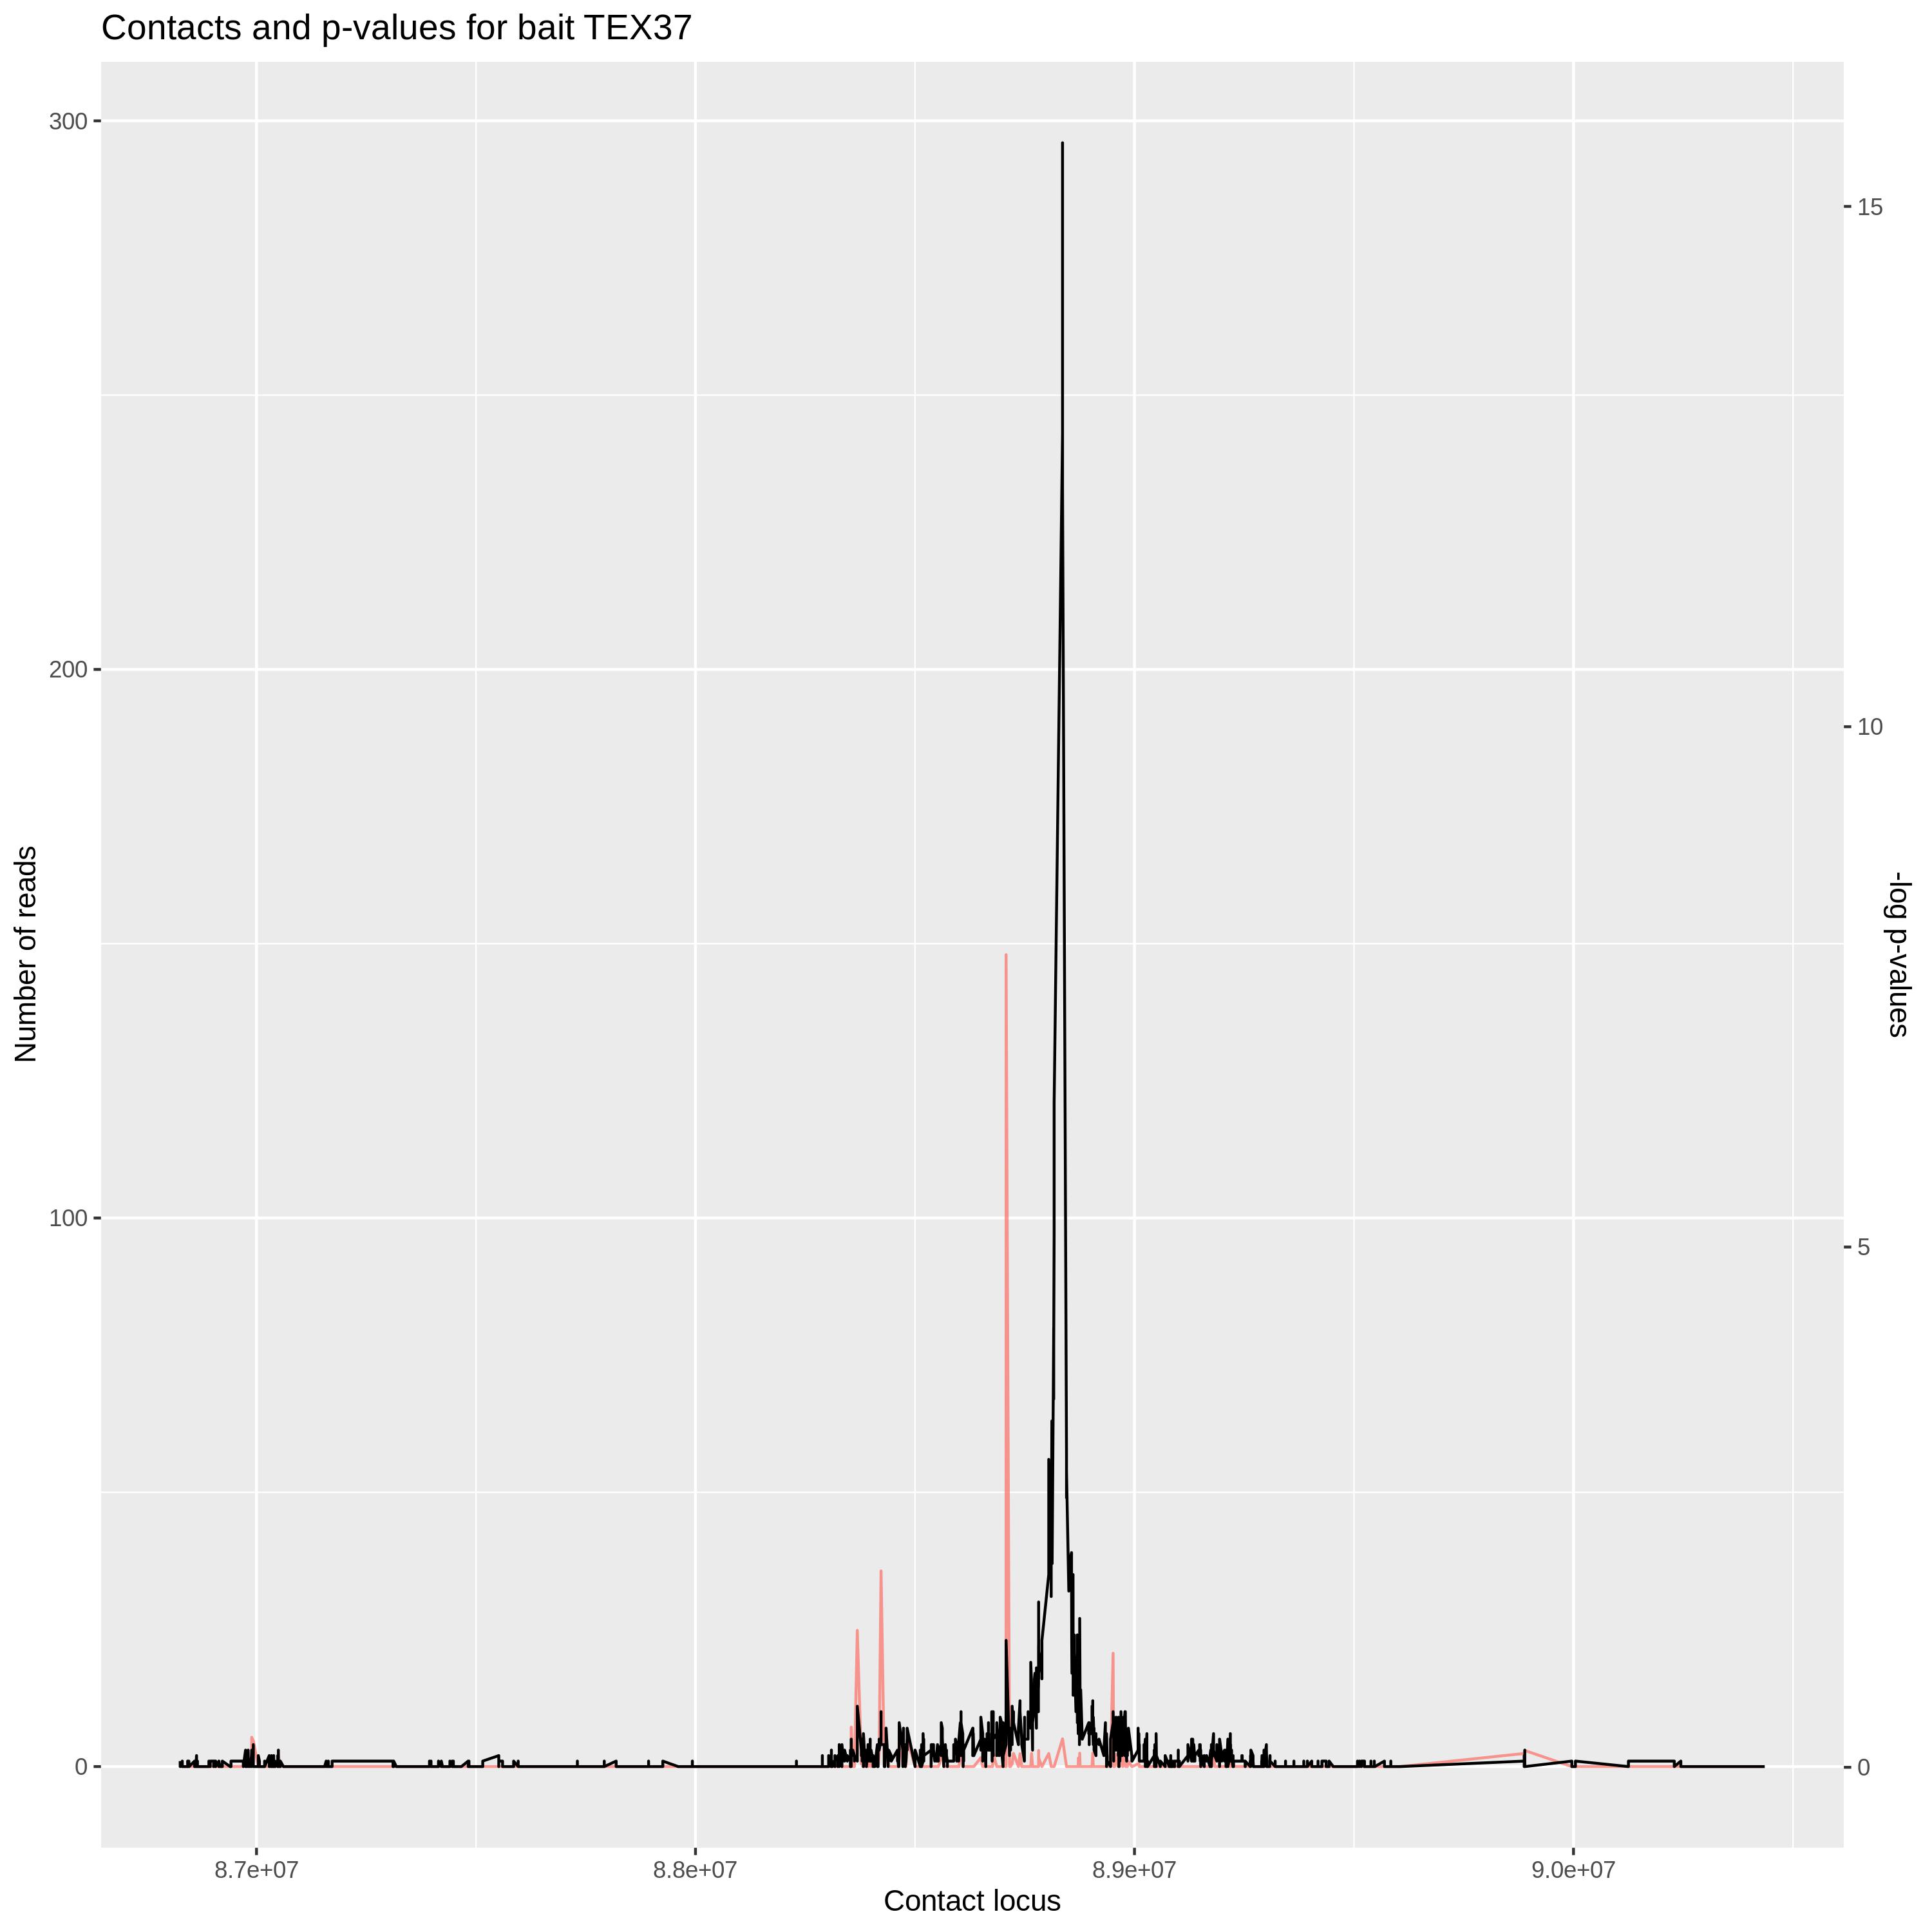 Contacts and p-values for bait TEX37
300
200
100
0
15
10
5
0
Number of reads
-log p-values
8.7e+07
8.8e+07
8.9e+07
9.0e+07
Contact locus